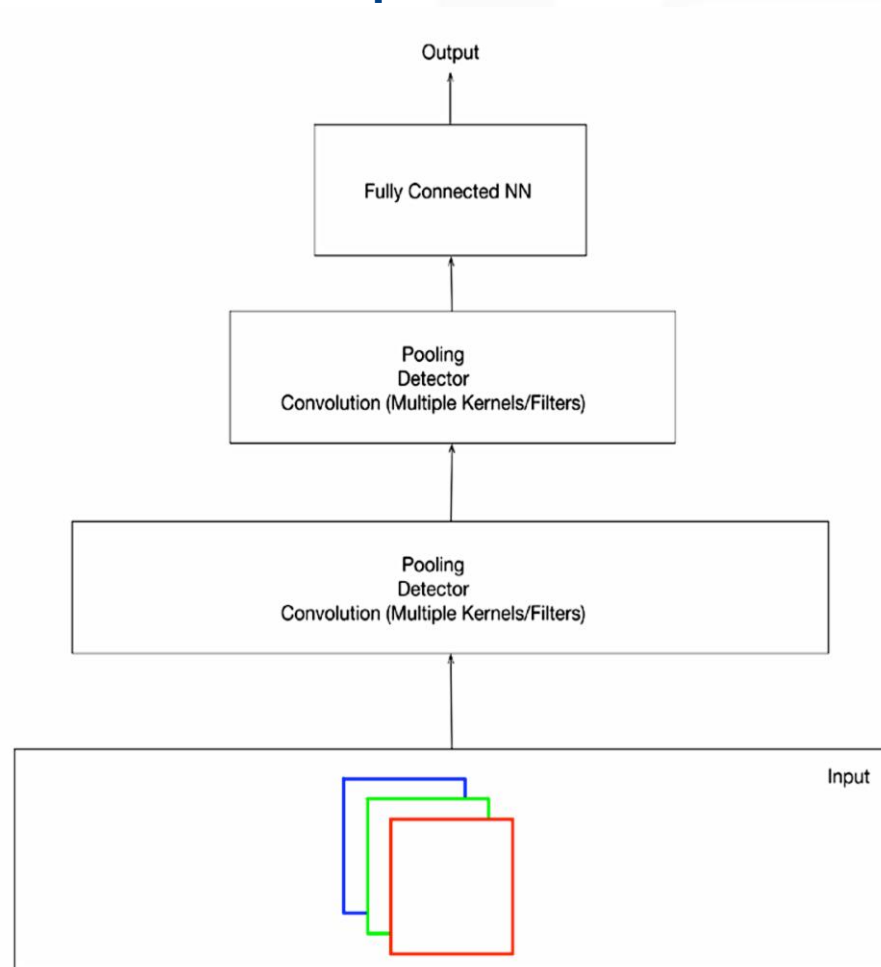 Output
Fully Connected NN
Pooling
Detector
Convolution (Multiple Kernels/Filters)
Pooling
Detector
Convolution (Multiple Kernels/Filters)
Input